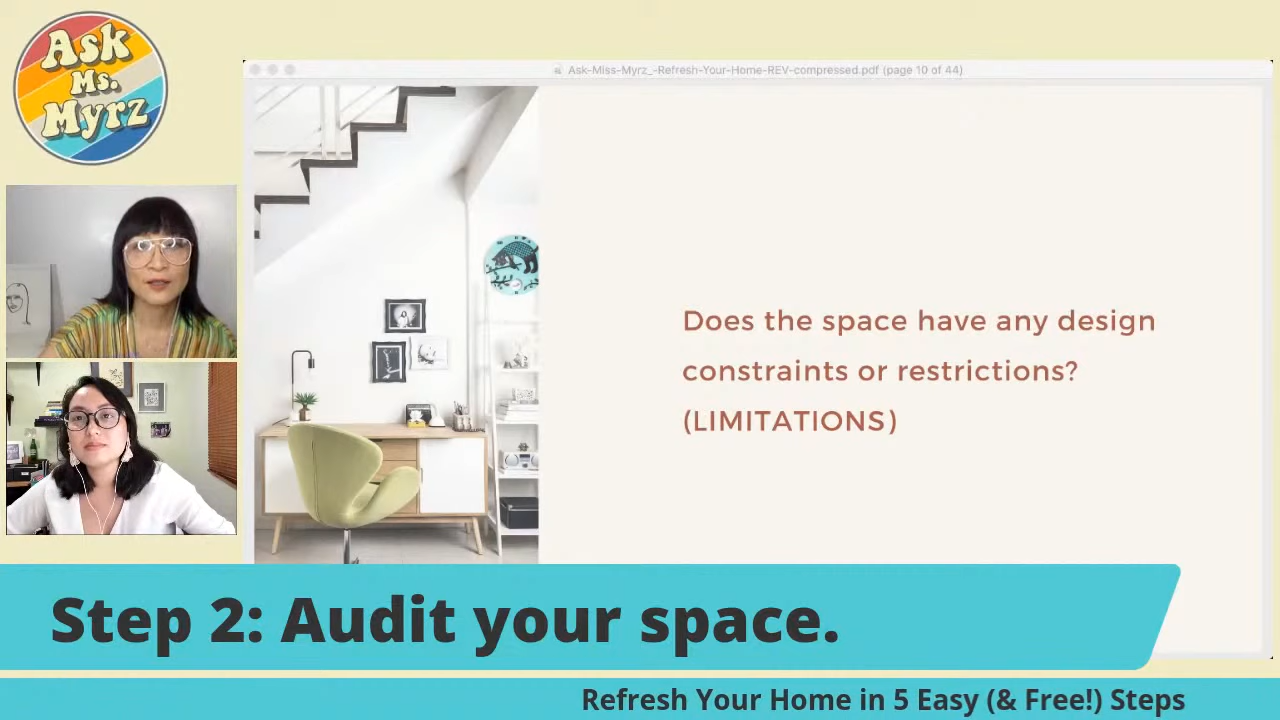 Ask
Ms.
Myrz
Ask-Miss-Myrz_-Refresh-Your-Home-REV-compressed.pdf (page 10 of 44)
Does the space have any design
constraints or restrictions?
(LIMITATIONS)
Step 2: Audit your space.
Refresh Your Home in 5 Easy (& Free!) Steps